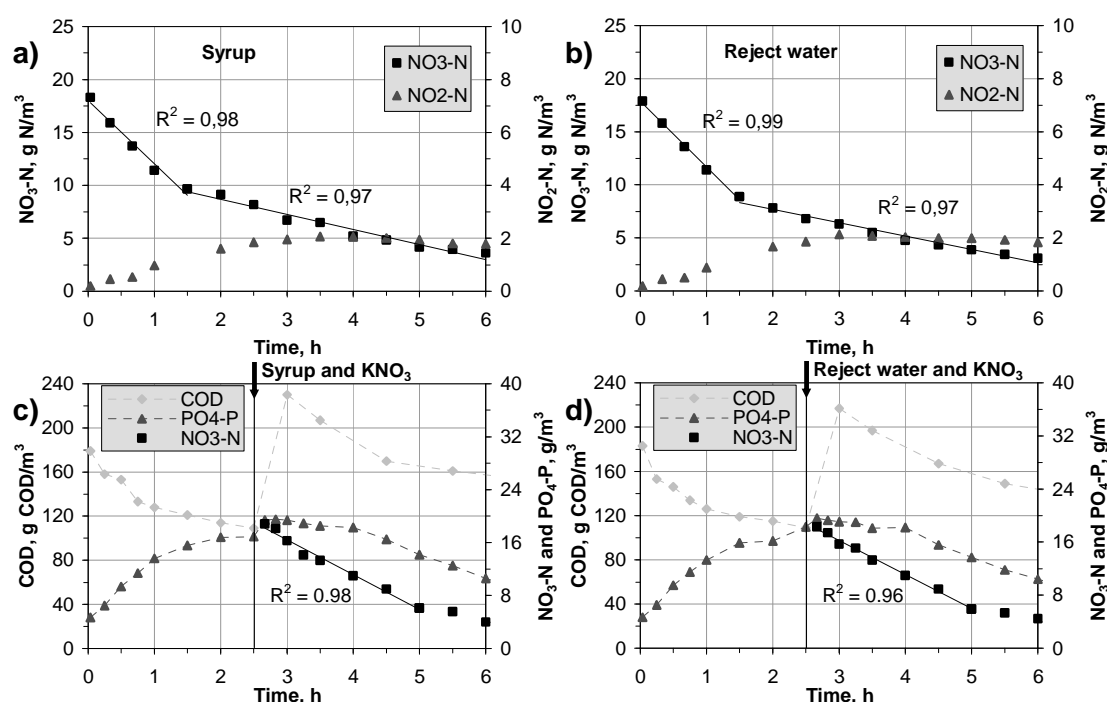 a)
Syrup
NO3-N
NO2-N
R² = 0,98
R² = 0,97
NO₃-N, g N/m³
NO₂-N, g N/m³
25
20
15
10
5
0
10
8
6
4
2
0
0 1 2 3 4 5 6
Time, h
b)
Reject water
NO3-N
NO2-N
R² = 0,99
R² = 0,97
NO₃-N, g N/m³
NO₂-N, g N/m³
25
20
15
10
5
0
10
8
6
4
2
0
0 1 2 3 4 5 6
Time, h
c)
Syrup and KNO₃
COD
PO4-P
NO3-N
R² = 0.98
COD, g COD/m³
NO₃-N and PO₄-P, g/m³
240
200
160
120
80
40
0
40
32
24
16
8
0
0 1 2 3 4 5 6
Time, h
d)
Reject water and KNO₃
COD
PO4-P
NO3-N
R² = 0.96
COD, g COD/m³
NO₃-N and PO₄-P, g/m³
240
200
160
120
80
40
0
40
32
24
16
8
0
0 1 2 3 4 5 6
Time, h